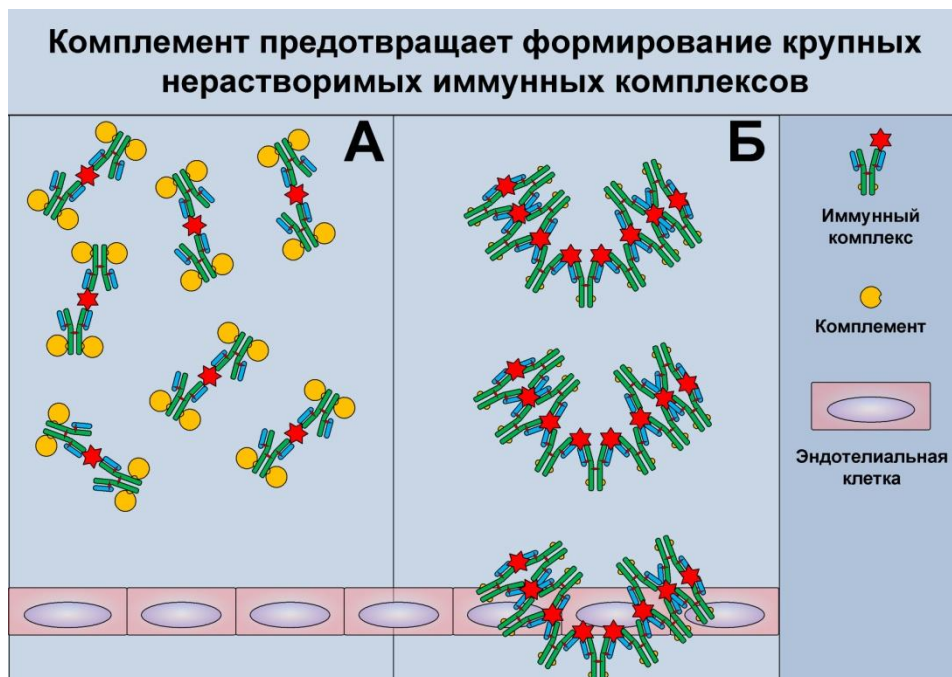 Комплемент предотвращает формирование крупных
нерастворимых иммунных комплексов
А
Б
Иммунный
комплекс
Комплемент
Эндотелиальная
клетка